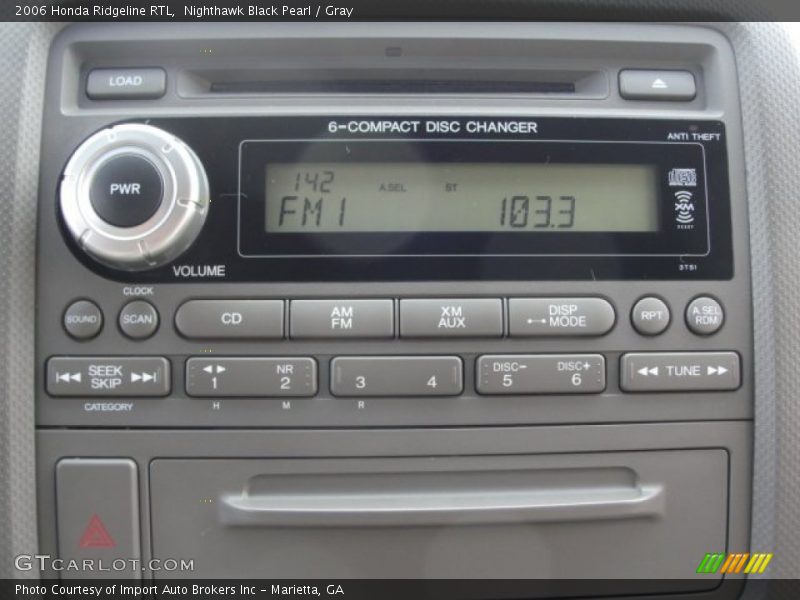 2006 Honda Ridgeline RTL,  Nighthawk Black Pearl / Gray
LOAD
6-COMPACT DISC CHANGER
ANTI THEFT
PWR
142
A.SEL
ST
FM1
103.3
XM
READY
VOLUME
3TS1
CLOCK
SOUND
SCAN
CD
AM
FM
XM
AUX
DISP
MODE
RPT
A.SEL
RDM
SEEK
SKIP
1
NR
2
3
4
DISC-
5
DISC+
6
TUNE
CATEGORY
H
M
R
GTCARLOT.COM
Photo Courtesy of Import Auto Brokers Inc - Marietta, GA